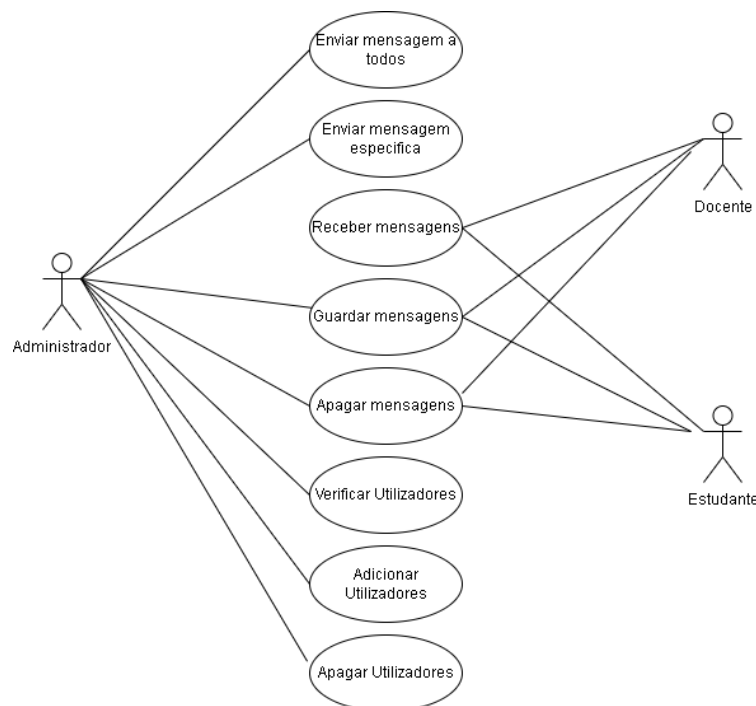 Enviar mensagem a
todos
Enviar mensagem
especifica
Docente
Receber mensagens
Administrador
Guardar mensagens
Apagar mensagens
Estudante
Verificar Utilizadores
Adicionar
Utilizadores
Apagar Utilizadores